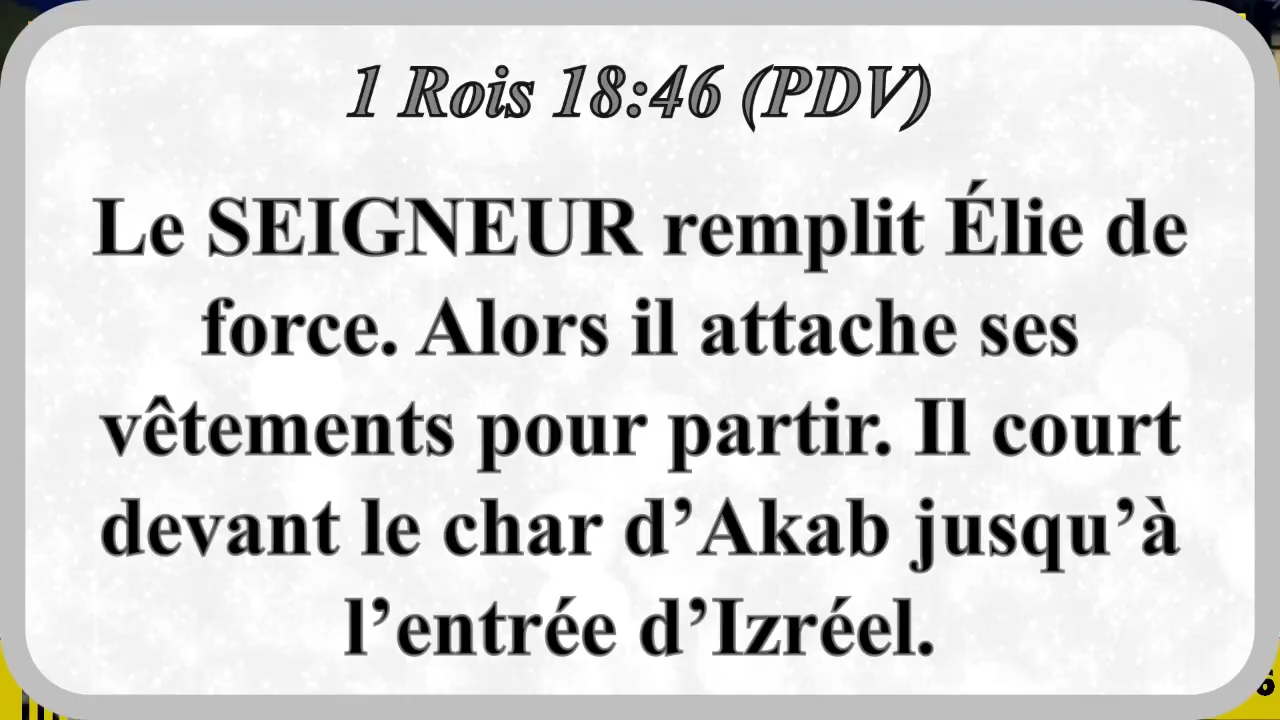 1 Rois 18:46 (PDV)
Le SEIGNEUR remplit Élie de
force. Alors il attache ses
vêtements pour partir. Il court
devant le char d’Akab jusqu’à
l’entrée d’Izréel.
6